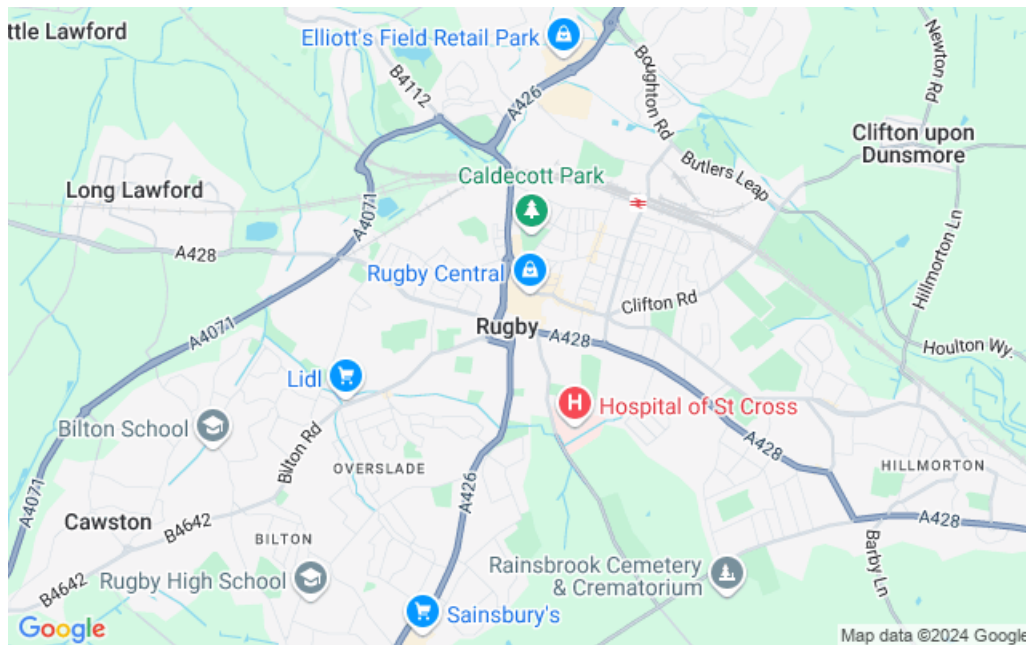 ttle Lawford
Elliott's Field Retail Park
B4112
A426
Boughton Rd
Newton Rd
Clifton upon
Dunsmore
Butlers Leap
Caldecott Park
Long Lawford
A4071
A428
Hillmorton Ln
Rugby Central
Clifton Rd
A4071
Rugby
A428
Houlton Wy.
Lidl
Hospital of St Cross
Bilton School
Bilton Rd
OVERSLADE
A428
HILLMORTON
A4071
A426
Cawston
B4642
A428
BILTON
Barby Ln
Rainsbrook Cemetery
& Crematorium
Rugby High School
B4642
Sainsbury's
H
Google
Map data ©2024 Google